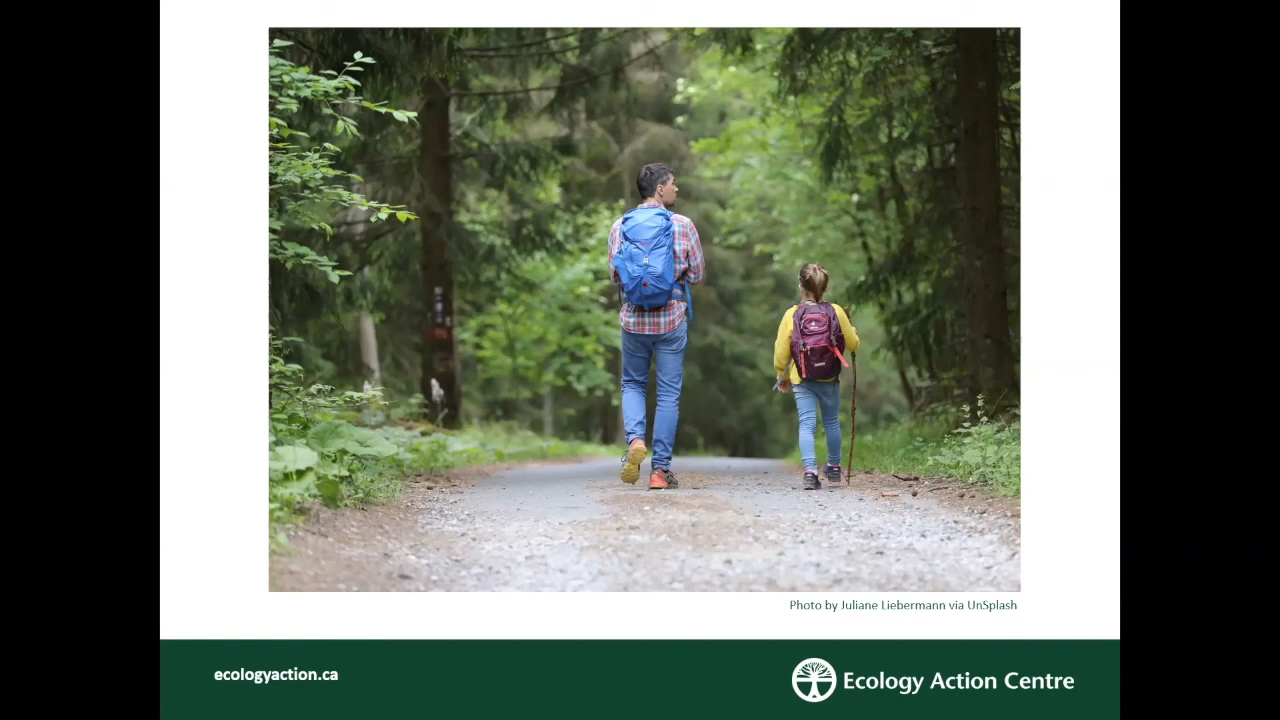 Photo by Juliane Liebermann via UnSplash
ecologyaction.ca
Ecology Action Centre